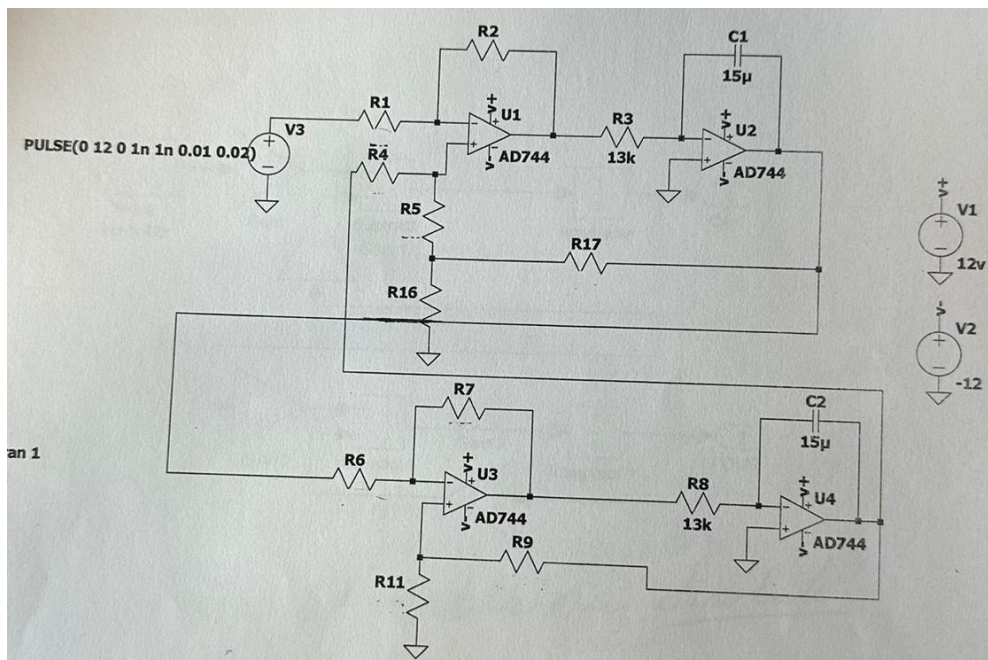 R2
C1
15µ
R1
V+
U1
V3
R3
V+
U2
PULSE(0 12 0 1n 1n 0.01 0.02)
R4
V-
AD744
13k
V-
AD744
R5
V+
V1
R17
12v
R16
V-
V2
-12
R7
C2
15µ
an 1
R6
V+
U3
R8
V+
U4
V-
AD744
13k
R9
V-
AD744
R11